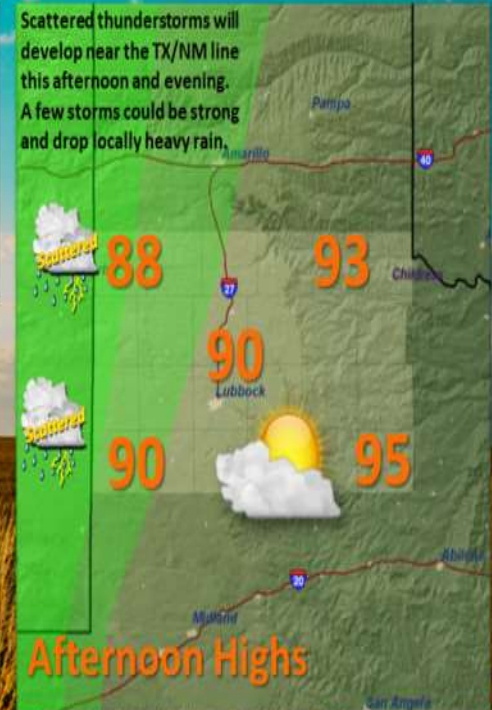 Scattered thunderstorms will
develop near the TX/NM line
this afternoon and evening.
A few storms could be strong
and drop locally heavy rain.
Pampa
Amarillo
40
Scattered
88
93
Childress
27
90
Lubbock
Scattered
90
95
Abilene
20
Midland
Afternoon Highs
San Angelo